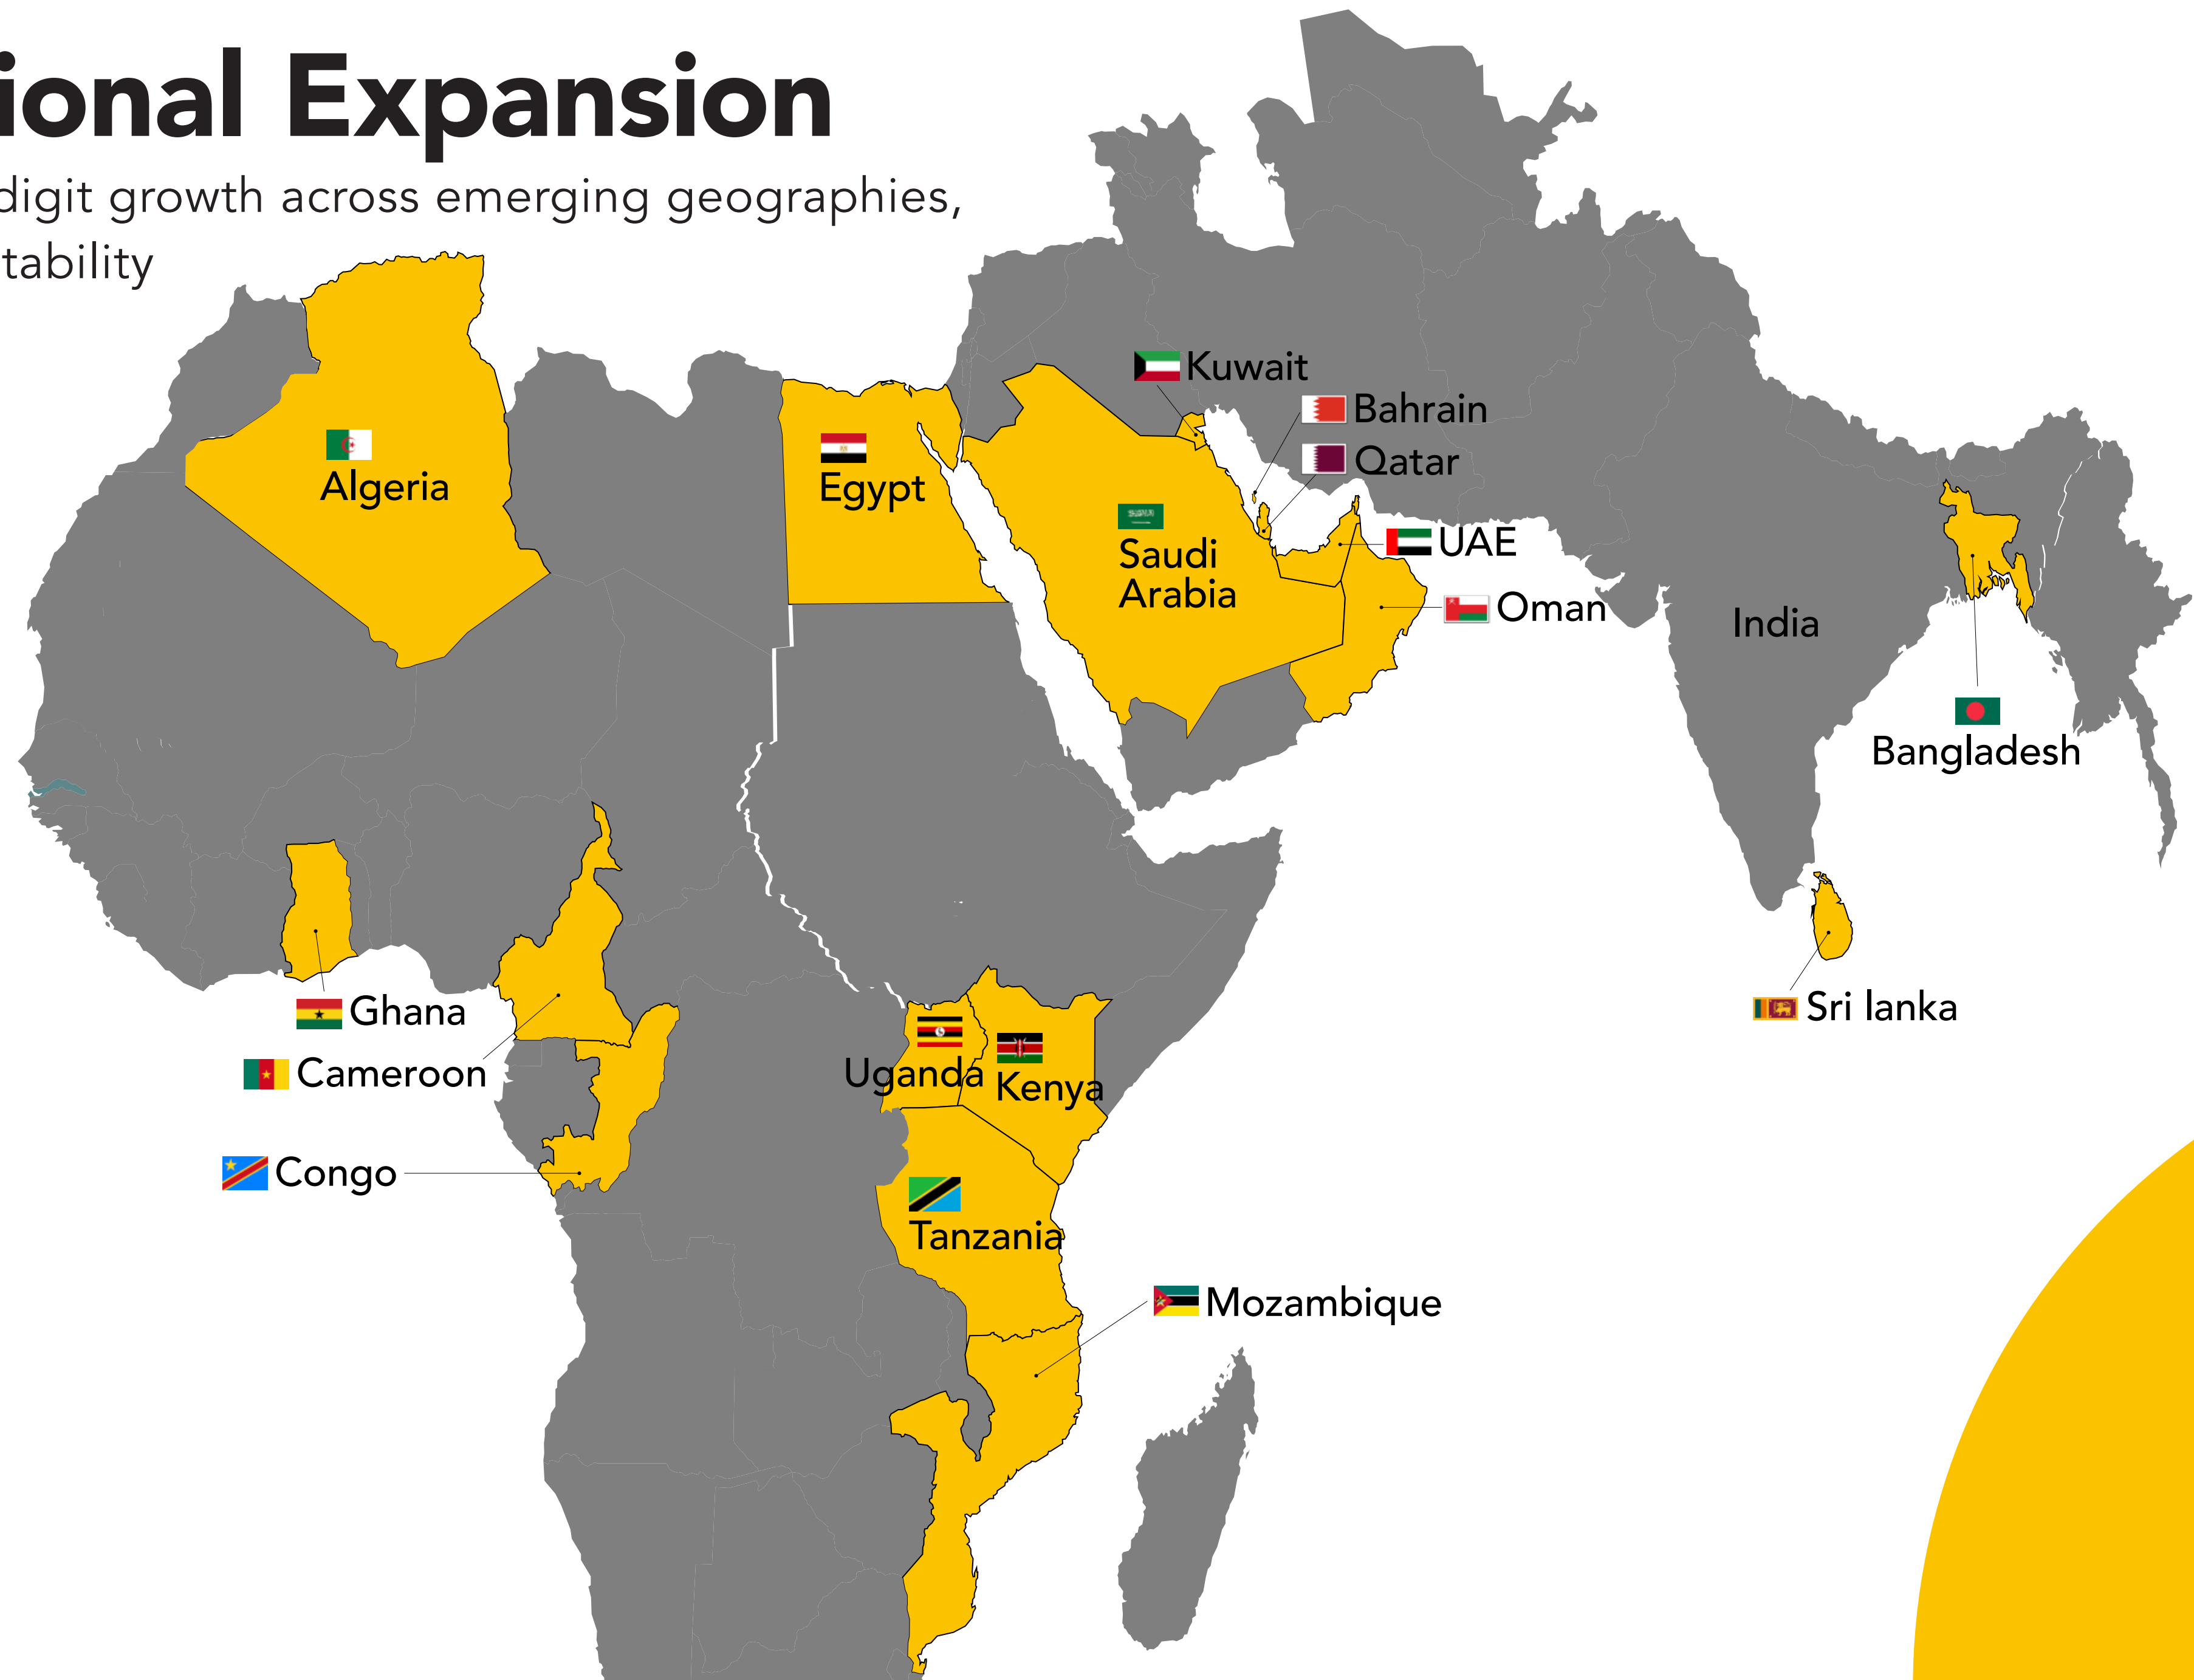 ional Expansion
digit growth across emerging geographies,
tability
Kuwait
Bahrain
Qatar
Algeria
Egypt
Saudi
Arabia
UAE
Oman
India
Bangladesh
Ghana
Sri lanka
Cameroon
Uganda
Kenya
Congo
Tanzania
Mozambique